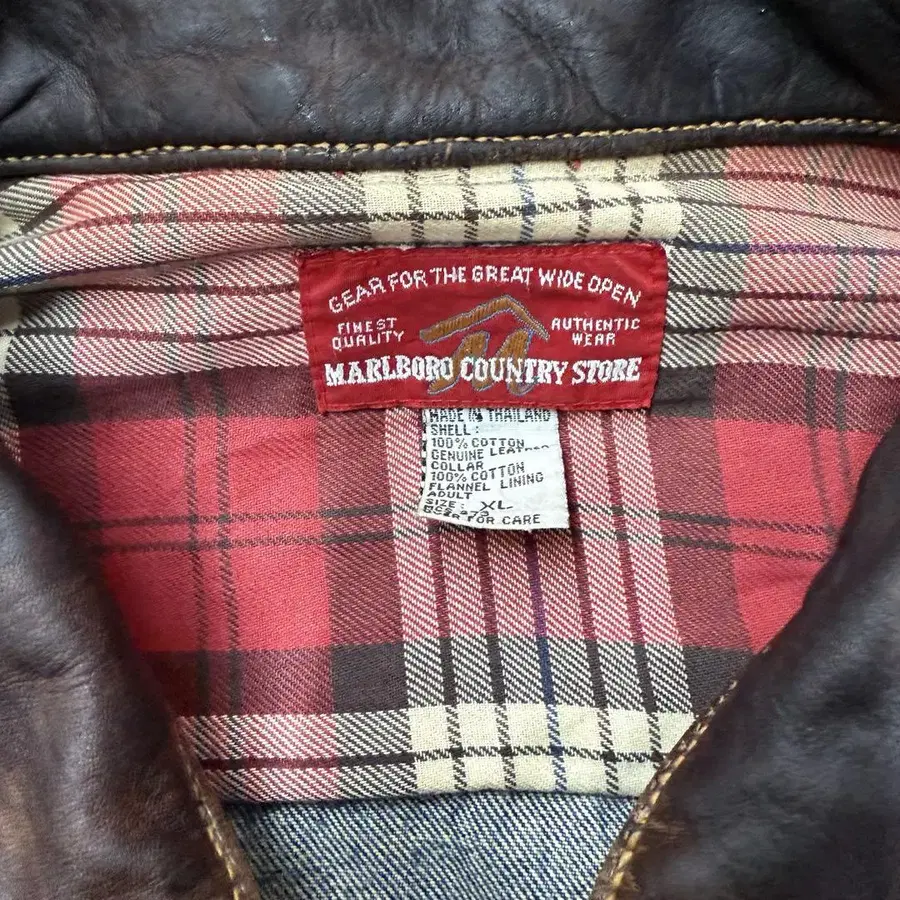 GEAR FOR THE GREAT WIDE OPEN
FINEST
QUALITY
AUTHENTIC
WEAR
MARLBORO COUNTRY STORE
MADE IN THAILAND
SHELL:
100% COTTON
GENUINE LEATHER
COLLAR
100% COTTON
FLANNEL LINING
ADULT
SIZE: XL
FOR CARE